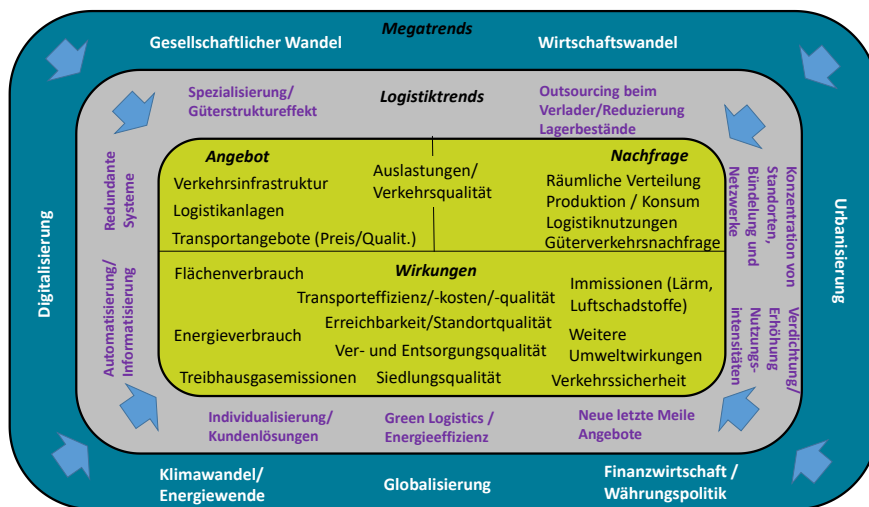 Megatrends
Gesellschaftlicher Wandel
Wirtschaftswandel
Digitalisierung
Urbanisierung
Klimawandel/
Energiewende
Globalisierung
Finanzwirtschaft /
Währungspolitik
Logistiktrends
Spezialisierung/
Güterstruktureffekt
Outsourcing beim
Verlader/Reduzierung
Lagerbestände
Redundante
Systeme
Automatisierung/
Informatisierung
Konzentration von
Standorten,
Bündelung und
Netzwerke
Verdichtung/
Erhöhung
Nutzungs-
intensitäten
Individualisierung/
Kundenlösungen
Green Logistics /
Energieeffizienz
Neue letzte Meile
Angebote
Angebot
Verkehrsinfrastruktur
Logistikanlagen
Transportangebote (Preis/Qualit.)
Auslastungen/
Verkehrsqualität
Nachfrage
Räumliche Verteilung
Produktion / Konsum
Logistiknutzungen
Güterverkehrsnachfrage
Wirkungen
Flächenverbrauch
Energieverbrauch
Treibhausgasemissionen
Transporteffizienz/-kosten/-qualität
Erreichbarkeit/Standortqualität
Ver- und Entsorgungsqualität
Siedlungsqualität
Immissionen (Lärm,
Luftschadstoffe)
Weitere
Umweltwirkungen
Verkehrssicherheit